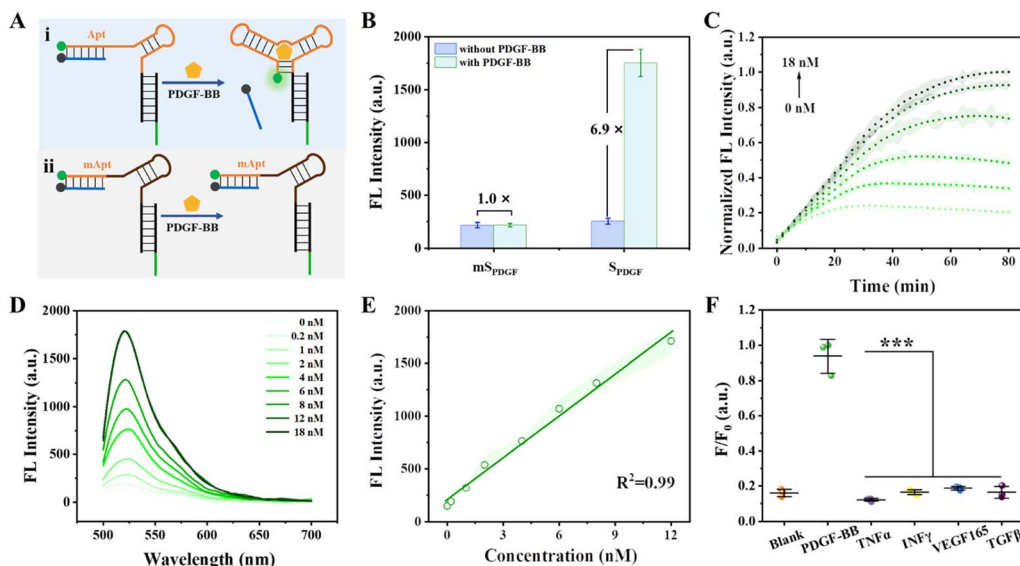 A
i
Apt
PDGF-BB
ii
mApt
mApt
PDGF-BB
B
FL Intensity (a.u.)
2000
1500
1000
500
0
without PDGF-BB
with PDGF-BB
6.9 ×
1.0 ×
mS_PDGF
S_PDGF
C
Normalized FL Intensity (a.u.)
1.2
1.0
0.8
0.6
0.4
0.2
0.0
18 nM
0 nM
0 20 40 60 80
Time (min)
D
FL Intensity (a.u.)
2000
1500
1000
500
0
0 nM
0.2 nM
1 nM
2 nM
4 nM
6 nM
8 nM
12 nM
18 nM
500 550 600 650 700
Wavelength (nm)
E
FL Intensity (a.u.)
2000
1500
1000
500
0
R²=0.99
0 3 6 9 12
Concentration (nM)
F
F/F₀ (a.u.)
1.4
1.2
1.0
0.8
0.6
0.4
0.2
0.0
***
Blank
PDGF-BB
TNFα
INFγ
VEGF165
TGFβ